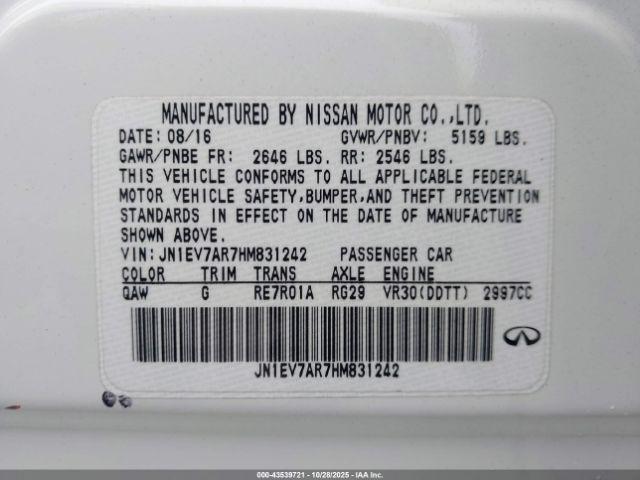 MANUFACTURED BY NISSAN MOTOR CO.,LTD.
DATE: 08/16 GVWR/PNBV: 5159 LBS.
GAWR/PNBE FR: 2646 LBS. RR: 2546 LBS.
THIS VEHICLE CONFORMS TO ALL APPLICABLE FEDERAL
MOTOR VEHICLE SAFETY,BUMPER,AND THEFT PREVENTION
STANDARDS IN EFFECT ON THE DATE OF MANUFACTURE
SHOWN ABOVE.
VIN:JN1EV7AR7HM831242 PASSENGER CAR
COLOR TRIM TRANS AXLE ENGINE
QAW G RE7R01A RG29 VR30(DDTT) 2997CC
JN1EV7AR7HM831242
000-43539721 - 10/28/2025 - Copyright © 2025 IAA, Inc.